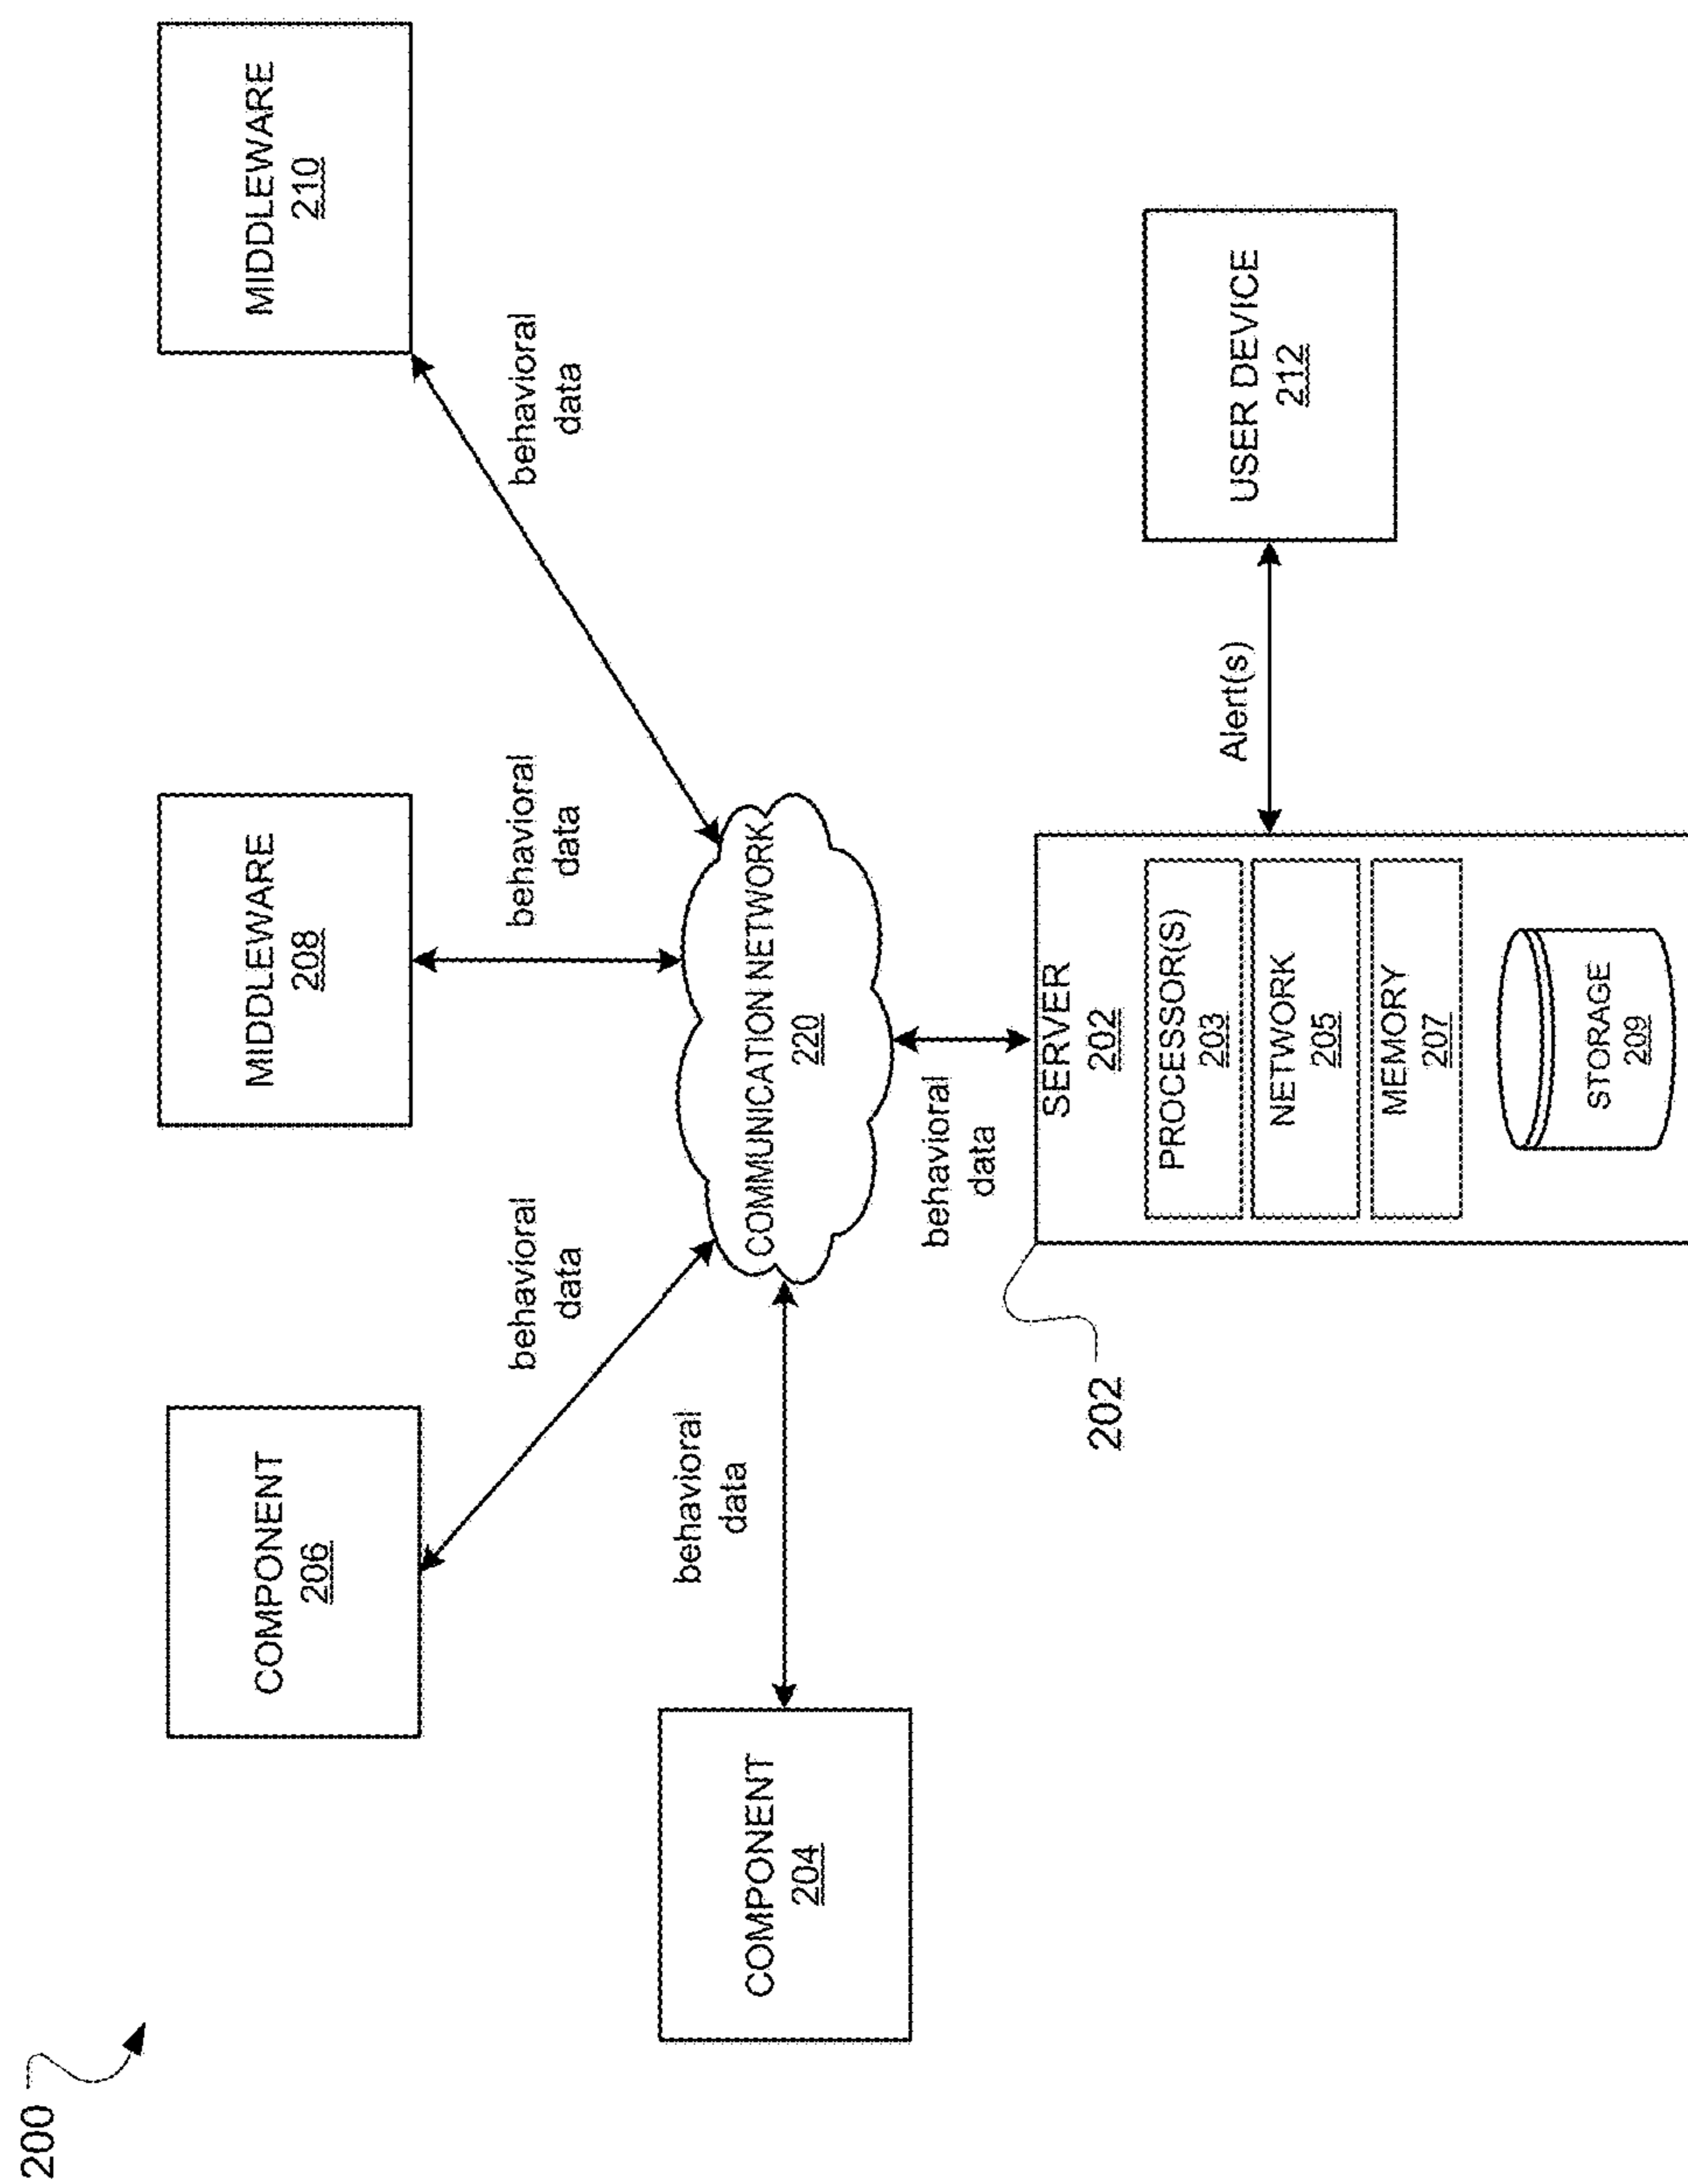 200
COMPONENT
206
MIDDLEWARE
208
MIDDLEWARE
210
behavioral
data
behavioral
data
behavioral
data
COMPONENT
204
behavioral
data
COMMUNICATION NETWORK
220
behavioral
data
202
SERVER
202
PROCESSOR(S)
203
NETWORK
205
MEMORY
207
STORAGE
209
Alert(s)
USER DEVICE
212